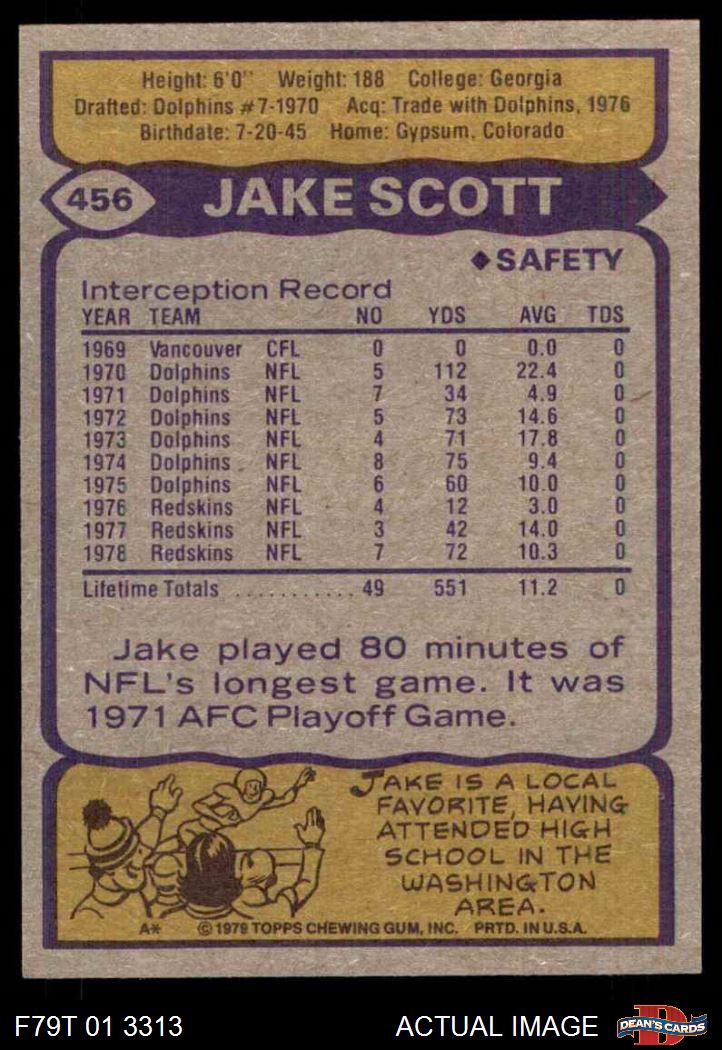 Height: 6'0" Weight: 188 College: Georgia
Drafted: Dolphins #7-1970 Acq: Trade with Dolphins, 1976
Birthdate: 7-20-45 Home: Gypsum, Colorado
456 JAKE SCOTT
◆SAFETY
Interception Record
YEAR TEAM NO YDS AVG TDS
1969 Vancouver CFL 0 0 0.0 0
1970 Dolphins NFL 5 112 22.4 0
1971 Dolphins NFL 7 34 4.9 0
1972 Dolphins NFL 5 73 14.6 0
1973 Dolphins NFL 4 71 17.8 0
1974 Dolphins NFL 8 75 9.4 0
1975 Dolphins NFL 6 60 10.0 0
1976 Redskins NFL 4 12 3.0 0
1977 Redskins NFL 3 42 14.0 0
1978 Redskins NFL 7 72 10.3 0
Lifetime Totals ............ 49 551 11.2 0
Jake played 80 minutes of
NFL's longest game. It was
1971 AFC Playoff Game.
JAKE IS A LOCAL
FAVORITE, HAVING
ATTENDED HIGH
SCHOOL IN THE
WASHINGTON
AREA.
A* © 1979 TOPPS CHEWING GUM, INC. PRTD. IN U.S.A.
F79T 01 3313 ACTUAL IMAGE D DEAN'S CARDS